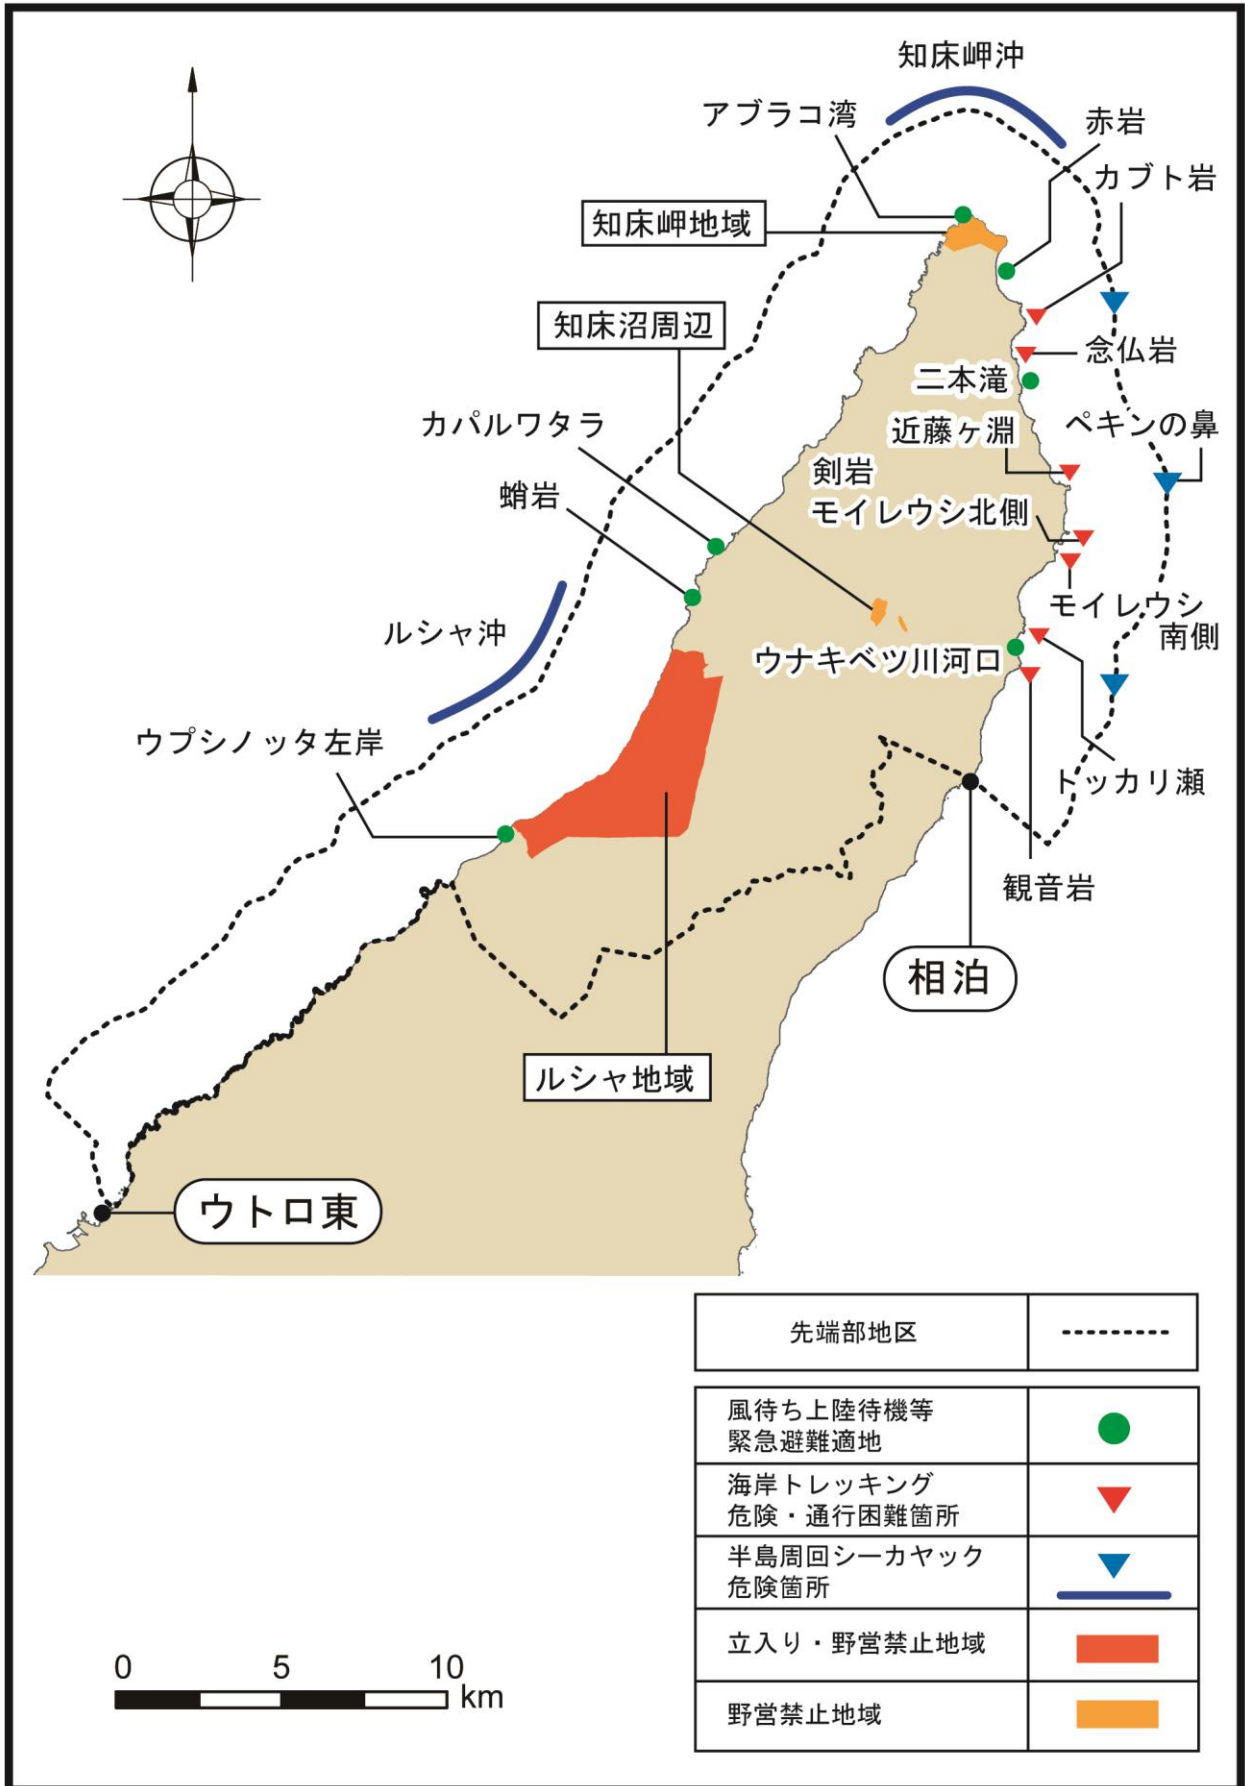 知床岬沖
アブラコ湾
赤岩
カブト岩
知床岬地域
知床沼周辺
念仏岩
二本滝
カパルワタラ
近藤ヶ淵
ペキンの鼻
剣岩
蛸岩
モイレウシ北側
モイレウシ
南側
ルシャ沖
ウナキベツ川河口
ウプシノッタ左岸
トッカリ瀬
観音岩
相泊
ルシャ地域
ウトロ東
先端部地区
風待ち上陸待機等
緊急避難適地
海岸トレッキング
危険・通行困難箇所
半島周回シーカヤック
危険箇所
立入り・野営禁止地域
野営禁止地域
0 5 10
km